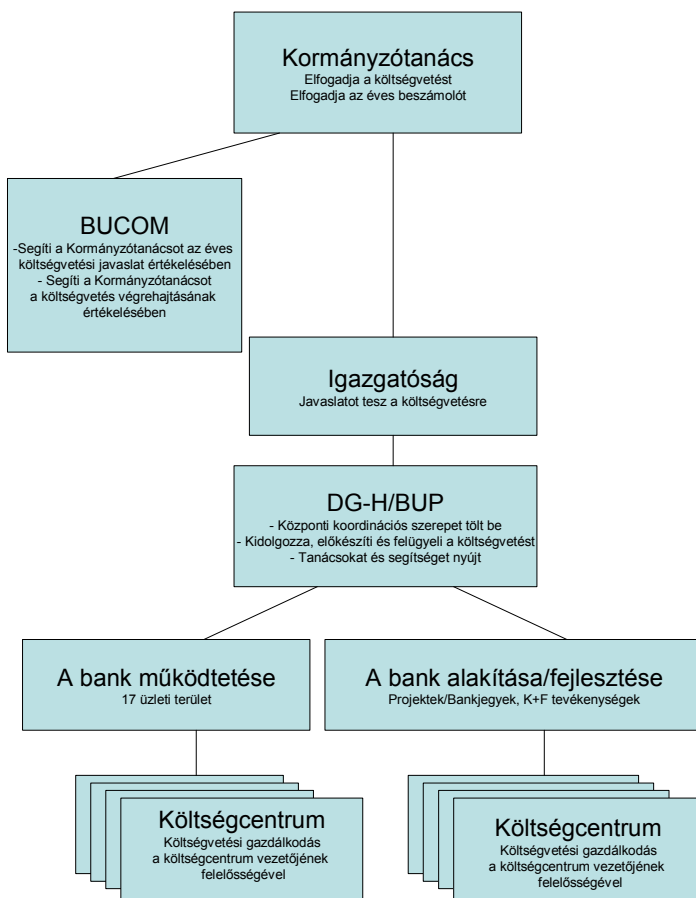 Kormányzótanács
Elfogadja a költségvetést
Elfogadja az éves beszámolót
BUCOM
-Segíti a Kormányzótanácsot az éves
költségvetési javaslat értékelésében
- Segíti a Kormányzótanácsot
a költségvetés végrehajtásának
értékelésében
Igazgatóság
Javaslatot tesz a költségvetésre
DG-H/BUP
- Központi koordinációs szerepet tölt be
- Kidolgozza, előkészíti és felügyeli a költségvetést
- Tanácsokat és segítséget nyújt
A bank működtetése
17 üzleti terület
A bank alakítása/fejlesztése
Projektek/Bankjegyek, K+F tevékenységek
Költségcentrum
Költségvetési gazdálkodás
a költségcentrum vezetőjének
felelősségével
Költségcentrum
Költségvetési gazdálkodás
a költségcentrum vezetőjének
felelősségével